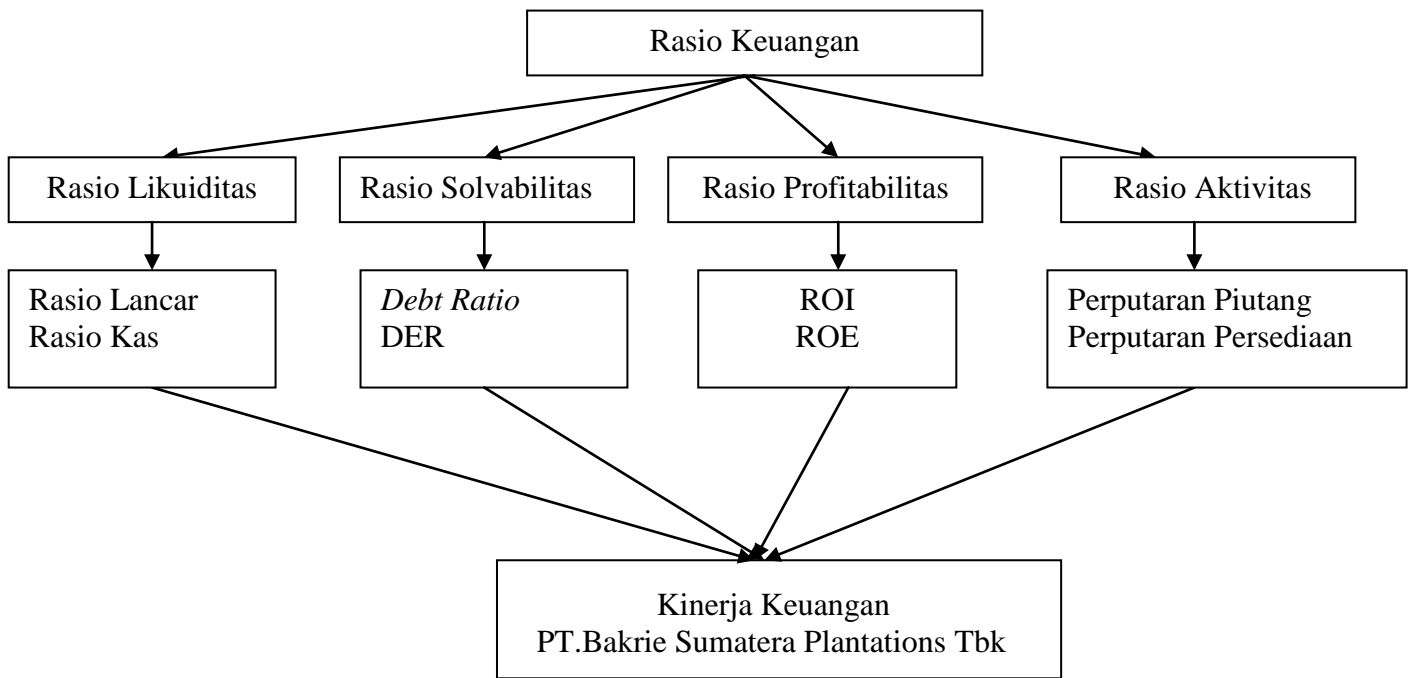 Rasio Keuangan
Rasio Likuiditas
Rasio Solvabilitas
Rasio Profitabilitas
Rasio Aktivitas
Rasio Lancar
Rasio Kas
Debt Ratio
DER
ROI
ROE
Perputaran Piutang
Perputaran Persediaan
Kinerja Keuangan
PT.Bakrie Sumatera Plantations Tbk